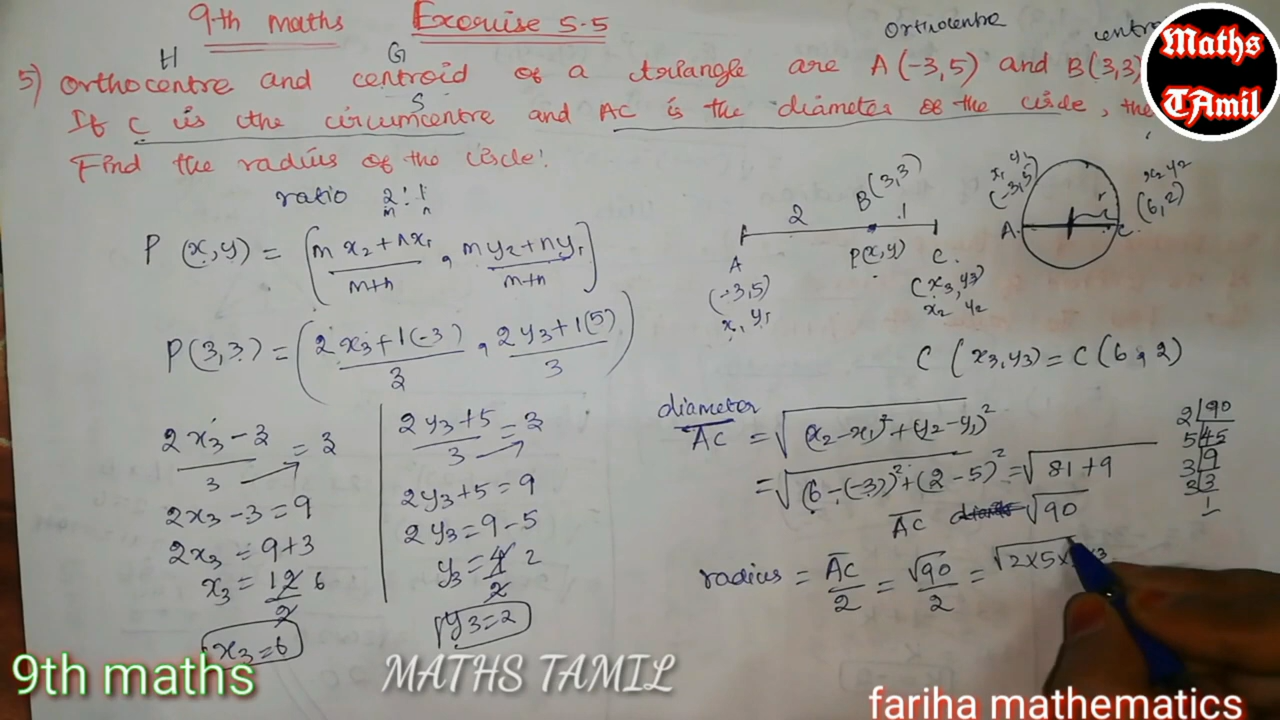 9-th maths Exercise 5.5
Orthocentre
H G
5) Orthocentre and centroid of a triangle are A(-3,5) and B(3,3)
S
If C is the circumcentre and AC is the diameter of the circle,
Find the radius of the circle.
Maths
TAmil
ratio 2:1
m n
P (x,y) = [m x2+nx1/m+n , my2+ny1/m+n]
P(3,3) = (2x3+1(-3)/3 , 2y3+1(5)/3)
2x3-3/3 = 3
2x3-3=9
2x3 = 9+3
x3 = 12/2 6
x3=6
2y3+5/3 = 3
2y3+5=9
2y3=9-5
y3=4/2 2
y3=2
2 B(3,3) 1
A P(x,y) C
(-3,5) (x3,y3)
x1 y1 x2 y2
x1 y1 x2 y2
(-3,5) (6,2)
A r C
C (x3,y3) = C(6,2)
diameter
AC = √(x2-x1)²+(y2-y1)²
= √(6-(-3))²+(2-5)² = √81+9
AC √90
2|90
5|45
3|9
3|3
1
radius = AC/2 = √90/2 = √2×5×
9th maths MATHS TAMIL fariha mathematics